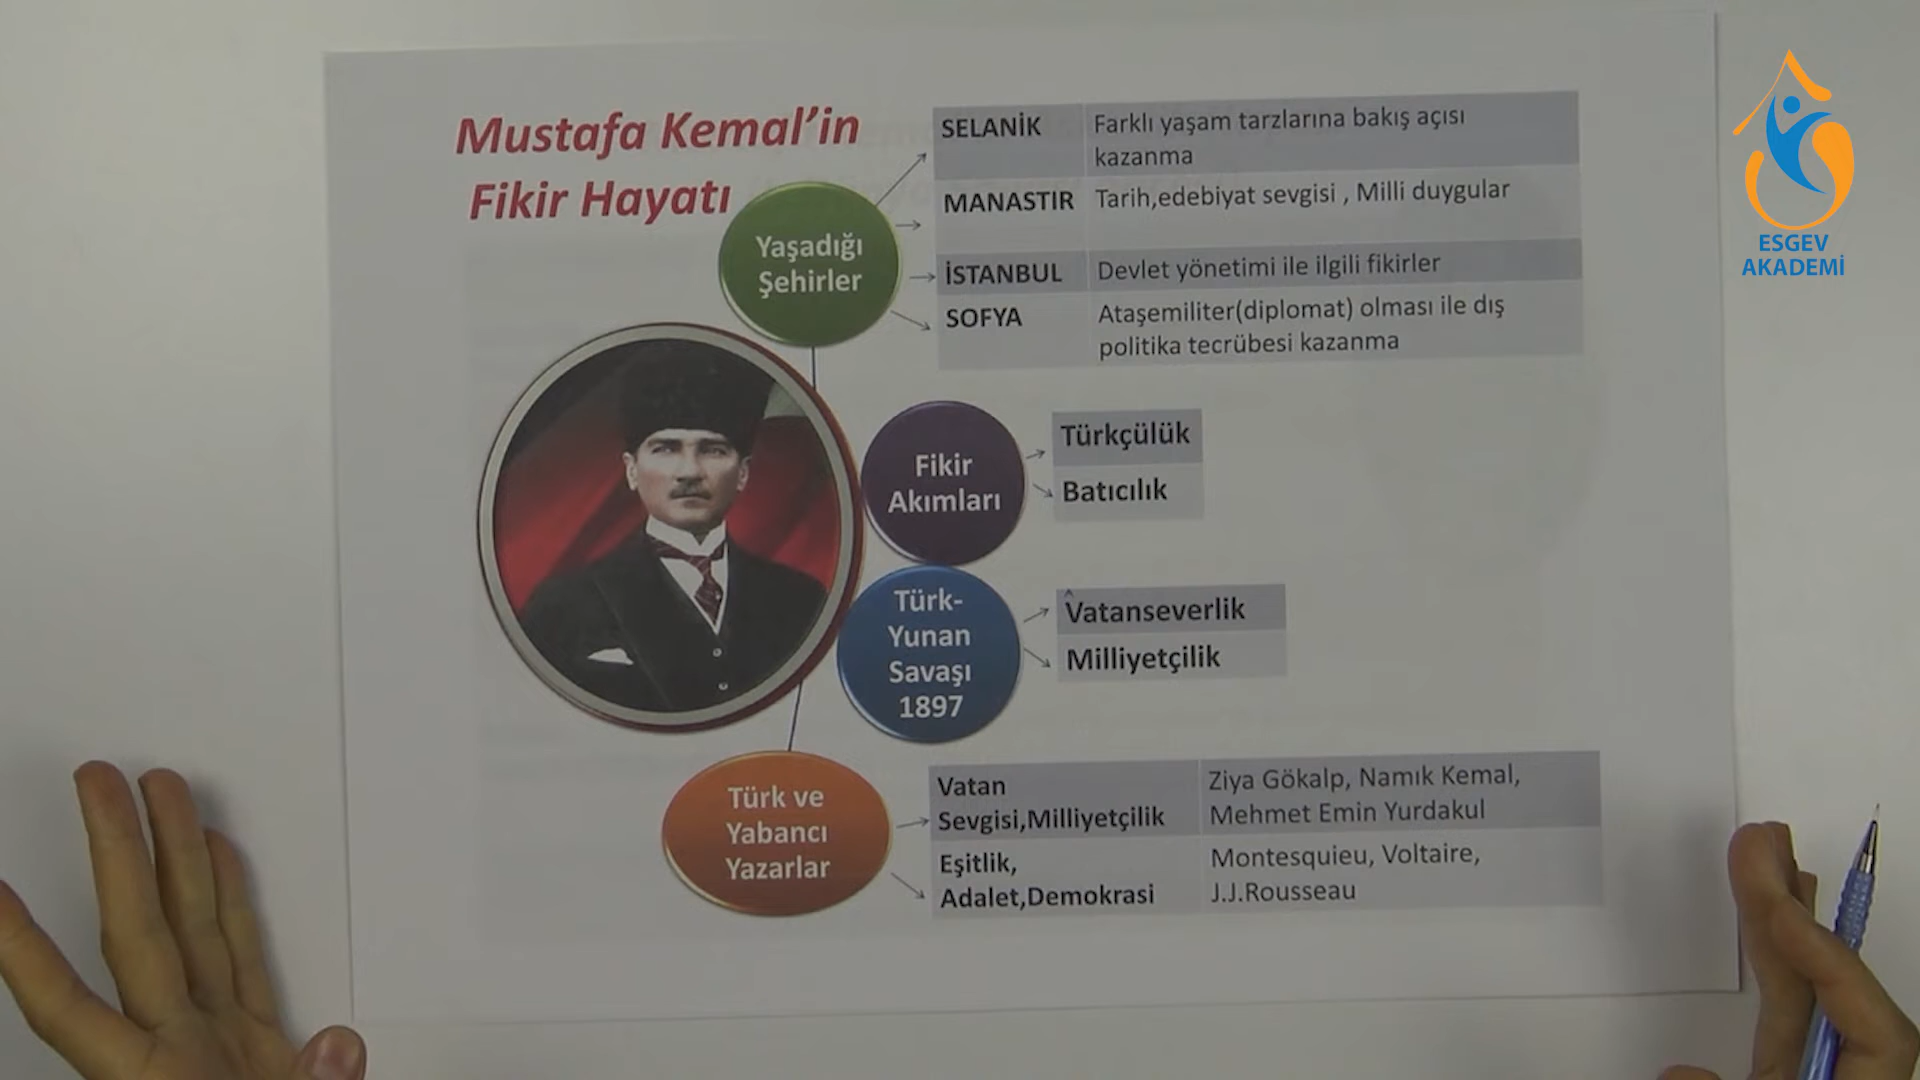 Mustafa Kemal'in
Fikir Hayatı
Yaşadığı
Şehirler
SELANİK
Farklı yaşam tarzlarına bakış açısı
kazanma
MANASTIR
Tarih,edebiyat sevgisi , Milli duygular
İSTANBUL
Devlet yönetimi ile ilgili fikirler
SOFYA
Ataşemiliter(diplomat) olması ile dış
politika tecrübesi kazanma
Fikir
Akımları
Türkçülük
Batıcılık
Türk-
Yunan
Savaşı
1897
Vatanseverlik
Milliyetçilik
Türk ve
Yabancı
Yazarlar
Vatan
Sevgisi,Milliyetçilik
Ziya Gökalp, Namık Kemal,
Mehmet Emin Yurdakul
Eşitlik,
Adalet,Demokrasi
Montesquieu, Voltaire,
J.J.Rousseau
ESGEV
AKADEMİ